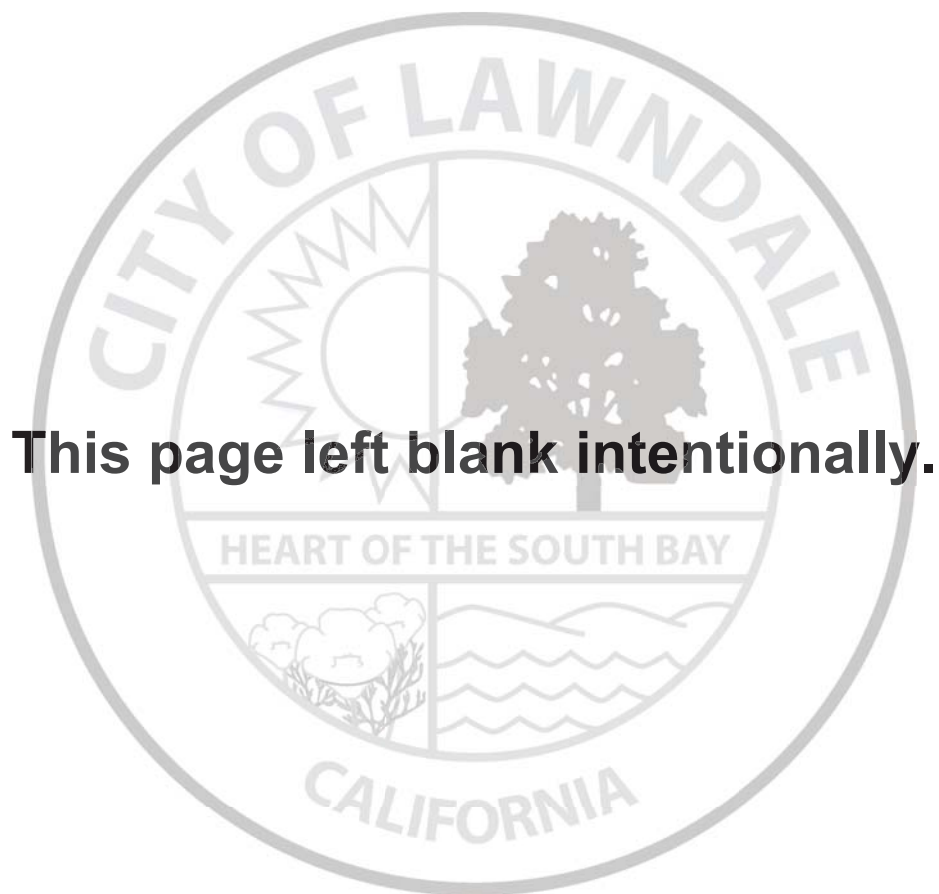 CITY OF LAWNDALE
This page left blank intentionally.
HEART OF THE SOUTH BAY
CALIFORNIA